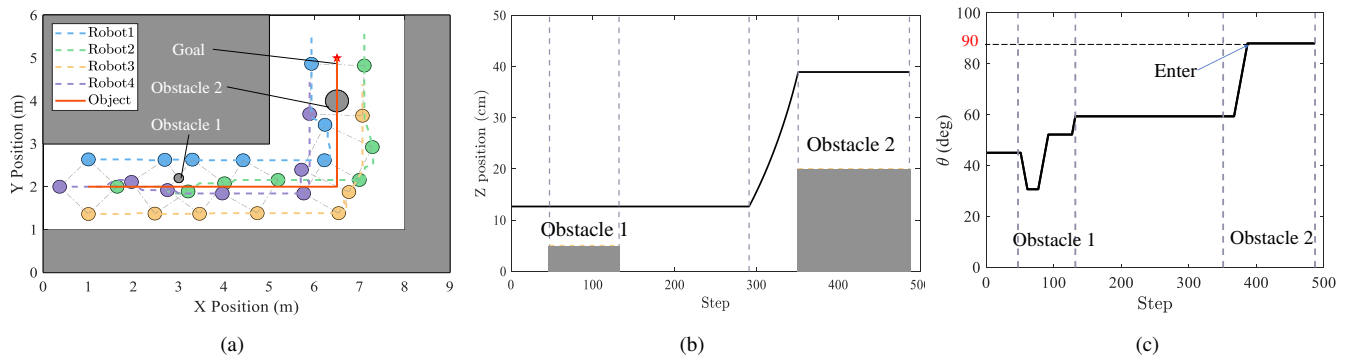 6
5
4
3
2
1
0
Y Position (m)
Robot1
Robot2
Robot3
Robot4
Object
Goal
Obstacle 2
Obstacle 1
0 1 2 3 4 5 6 7 8 9
X Position (m)
(a)
50
40
30
20
10
0
Z position (cm)
Obstacle 1
Obstacle 2
0 100 200 300 400 500
Step
(b)
100
90
80
60
40
20
0
θ (deg)
Enter
Obstacle 1
Obstacle 2
0 100 200 300 400 500
Step
(c)